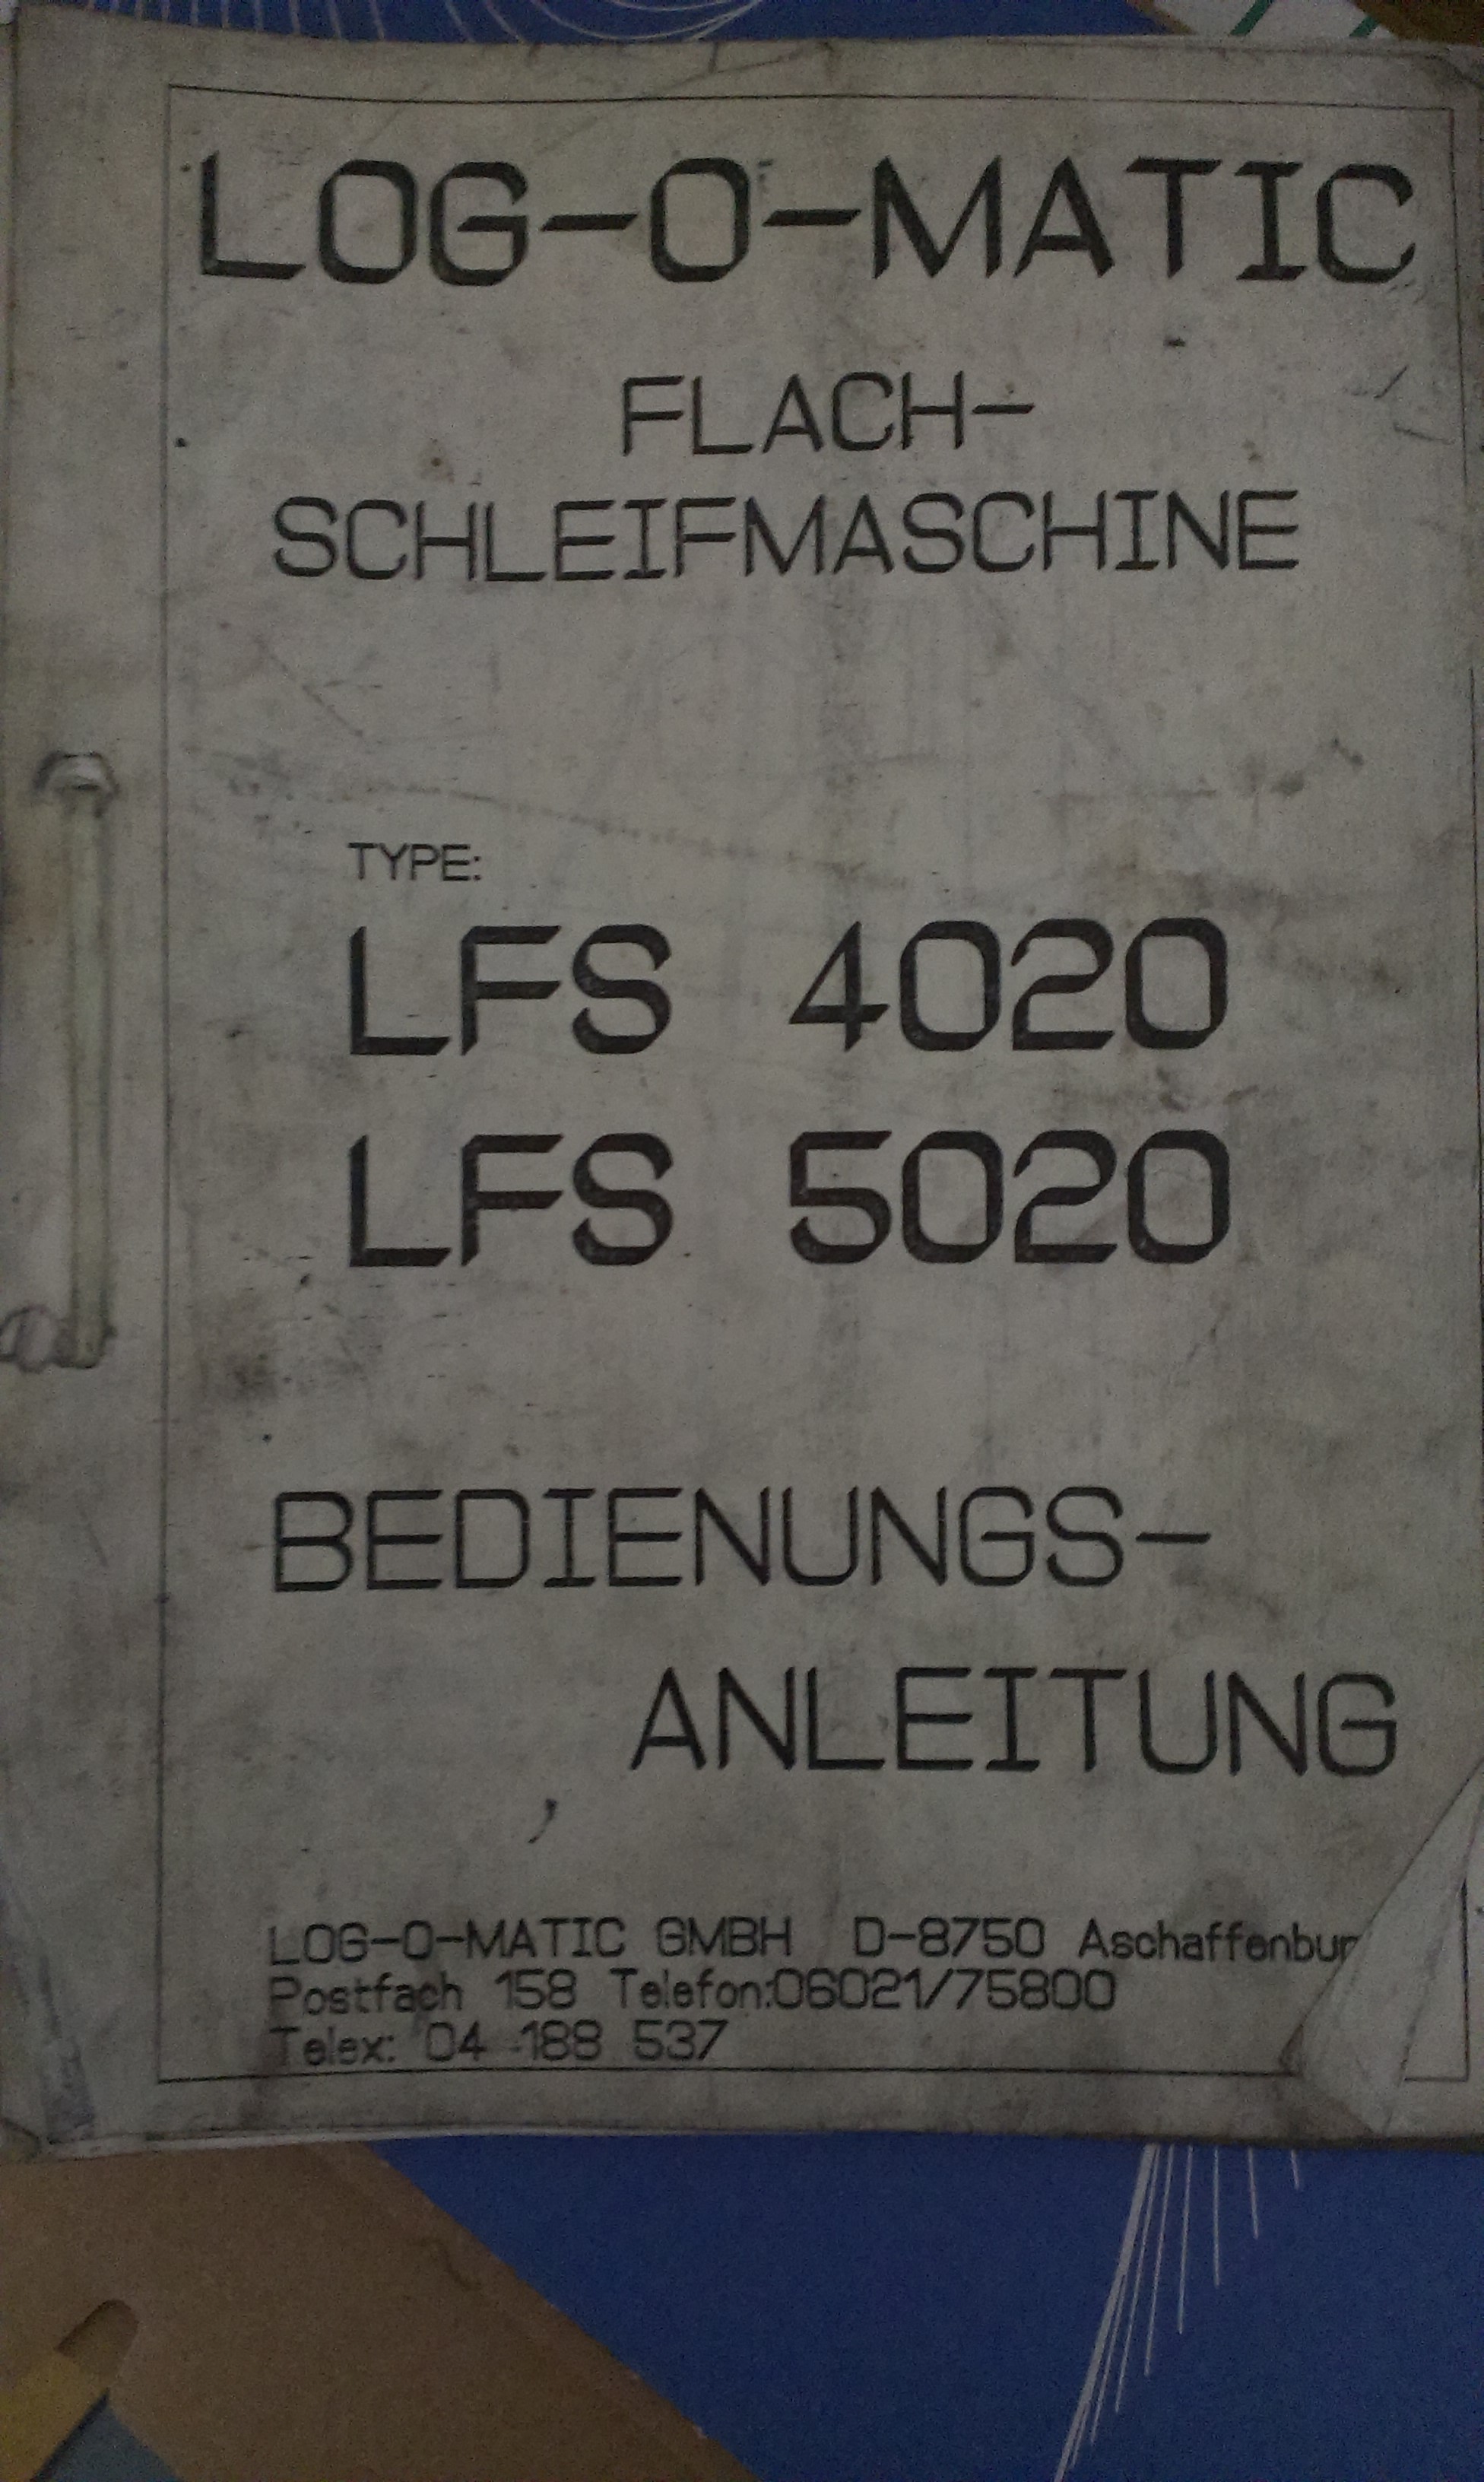 LOG-O-MATIC
FLACH-
SCHLEIFMASCHINE
TYPE:
LFS 4020
LFS 5020
BEDIENUNGS-
ANLEITUNG
LOG-O-MATIC GMBH D-8750 Aschaffenbur
Postfach 158 Telefon:06021/75800
Telex: 04 188 537